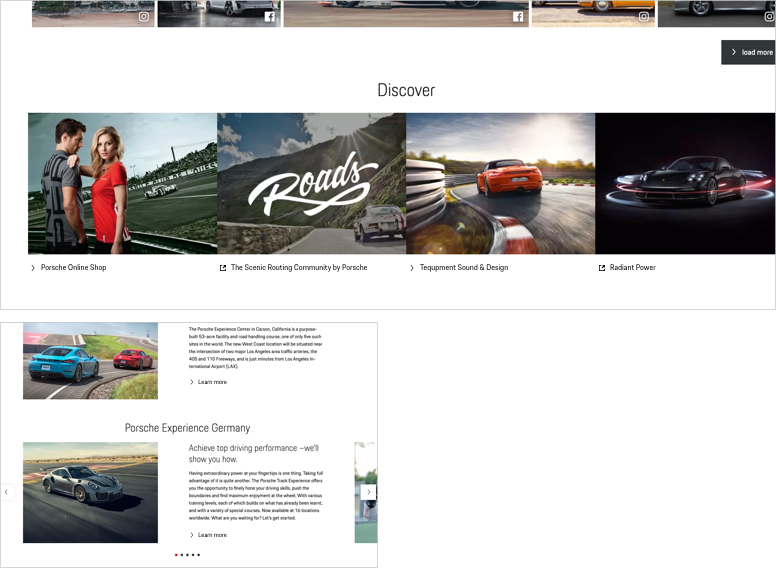 load more
Discover
Roads
Porsche Online Shop
The Scenic Routing Community by Porsche
Tequpment Sound & Design
Radiant Power
The Porsche Experience Center in Carson, California is a purpose-
built 53-acre facility and road handling course, one of only five such
sites in the world. The new West Coast location will be situated near
the intersection of two major Los Angeles area traffic arteries, the
405 and 110 Freeways, and is just minutes from Los Angeles In-
ternational Airport (LAX).
Learn more
Porsche Experience Germany
Achieve top driving performance –we'll
show you how.
Having extraordinary power at your fingertips is one thing. Taking full
advantage of it is quite another. The Porsche Track Experience offers
you the opportunity to finely hone your driving skills, push the
boundaries and find maximum enjoyment at the wheel. With various
training levels, each of which builds on what has already been learnt,
and with a variety of special courses. Now available at 16 locations
worldwide. What are you waiting for? Let's get started.
Learn more